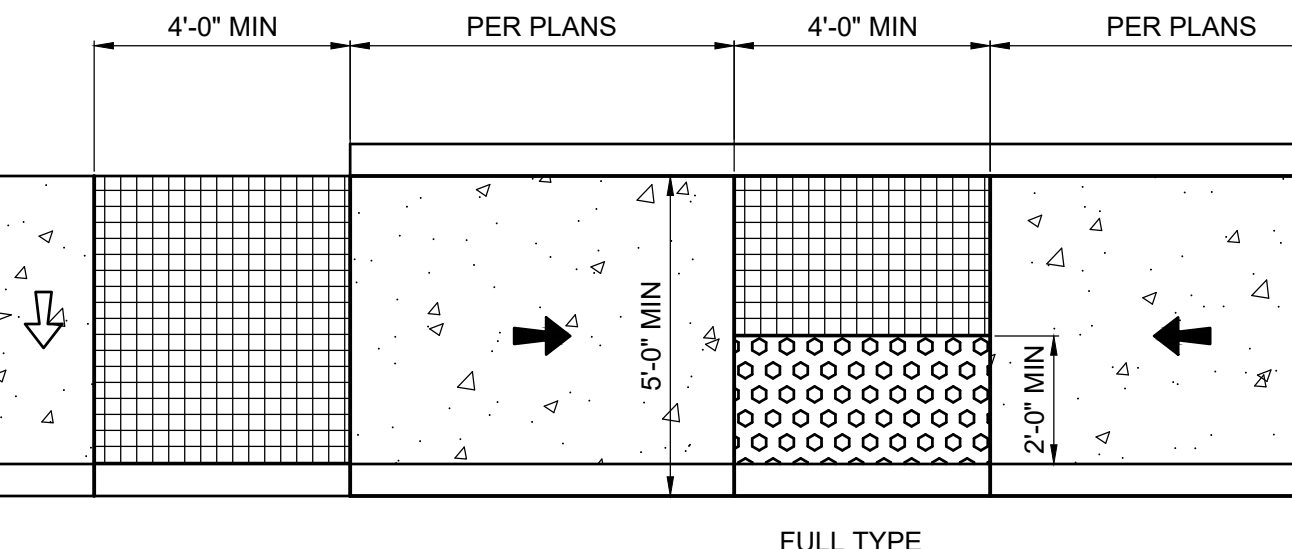 4'-0" MIN
PER PLANS
4'-0" MIN
PER PLANS
5'-0" MIN
2'-0" MIN
FULL TYPE